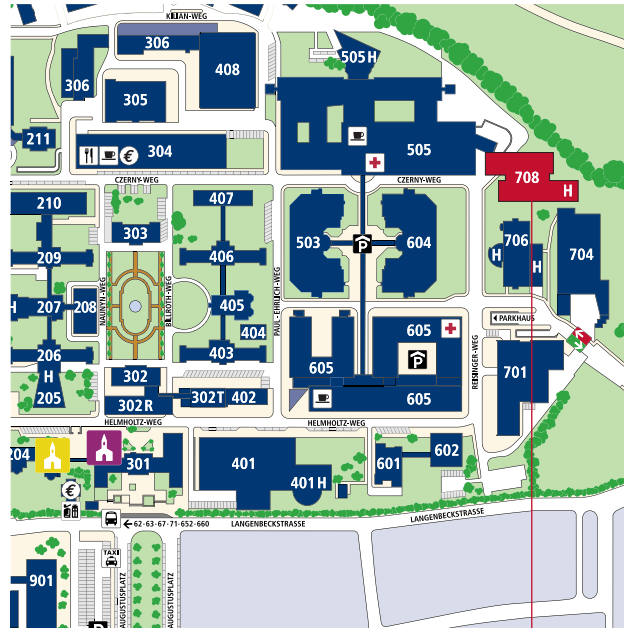 KILIAN-WEG
306
505 H
306
408
305
211
304
€
505
CZERNY-WEG
CZERNY-WEG
708
H
210
407
303
503
604
706
704
209
406
H
H
P
NAUNYN-WEG
BILLROTH-WEG
PAUL-EHRLICH-WEG
H
207
208
405
404
PARKHAUS
605
206
403
REISINGER-WEG
P
H
205
302
605
701
302 R
302T
402
605
HELMHOLTZ-WEG
HELMHOLTZ-WEG
204
301
401
602
601
401H
€
62·63·67·71·652·660
LANGENBECKSTRASSE
LANGENBECKSTRASSE
TAXI
901
AUGUSTUSPLATZ
AUGUSTUSPLATZ
P